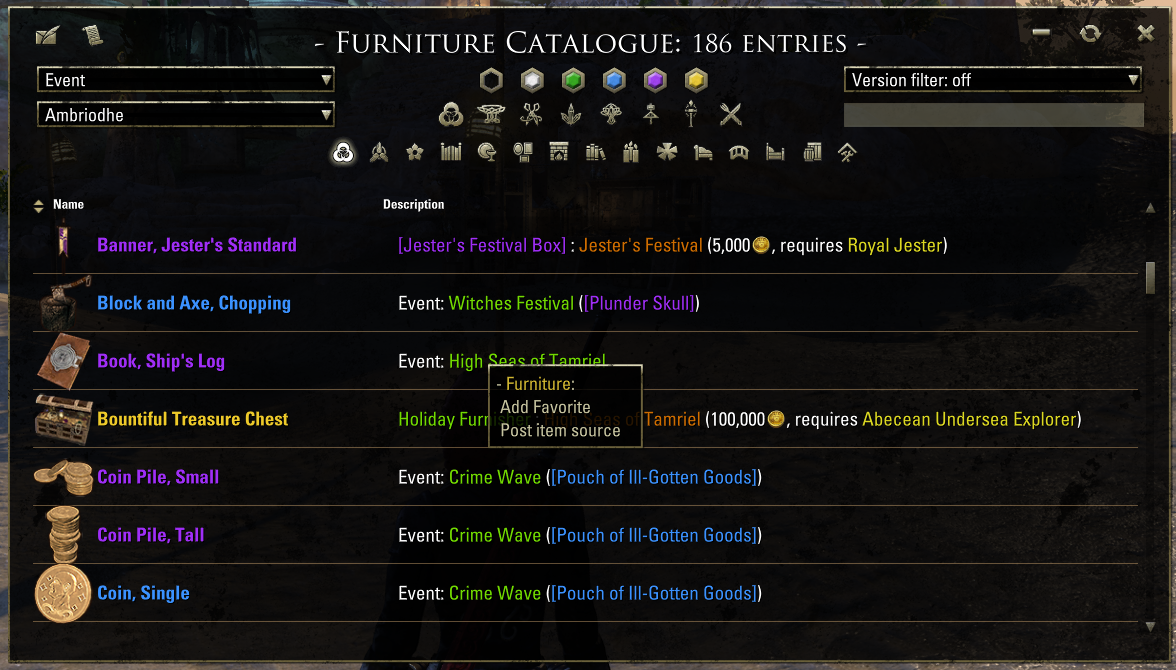 - Furniture Catalogue: 186 entries -
Event
Version filter: off
Ambriodhe
Name Description
Banner, Jester's Standard [Jester's Festival Box] : Jester's Festival (5,000, requires Royal Jester)
Block and Axe, Chopping Event: Witches Festival ([Plunder Skull])
Book, Ship's Log Event: High Seas of Tamriel
- Furniture:
Add Favorite
Bountiful Treasure Chest Holiday Furnisher : High Seas of Tamriel (100,000, requires Abecean Undersea Explorer)
Post item source
Coin Pile, Small Event: Crime Wave ([Pouch of Ill-Gotten Goods])
Coin Pile, Tall Event: Crime Wave ([Pouch of Ill-Gotten Goods])
Coin, Single Event: Crime Wave ([Pouch of Ill-Gotten Goods])